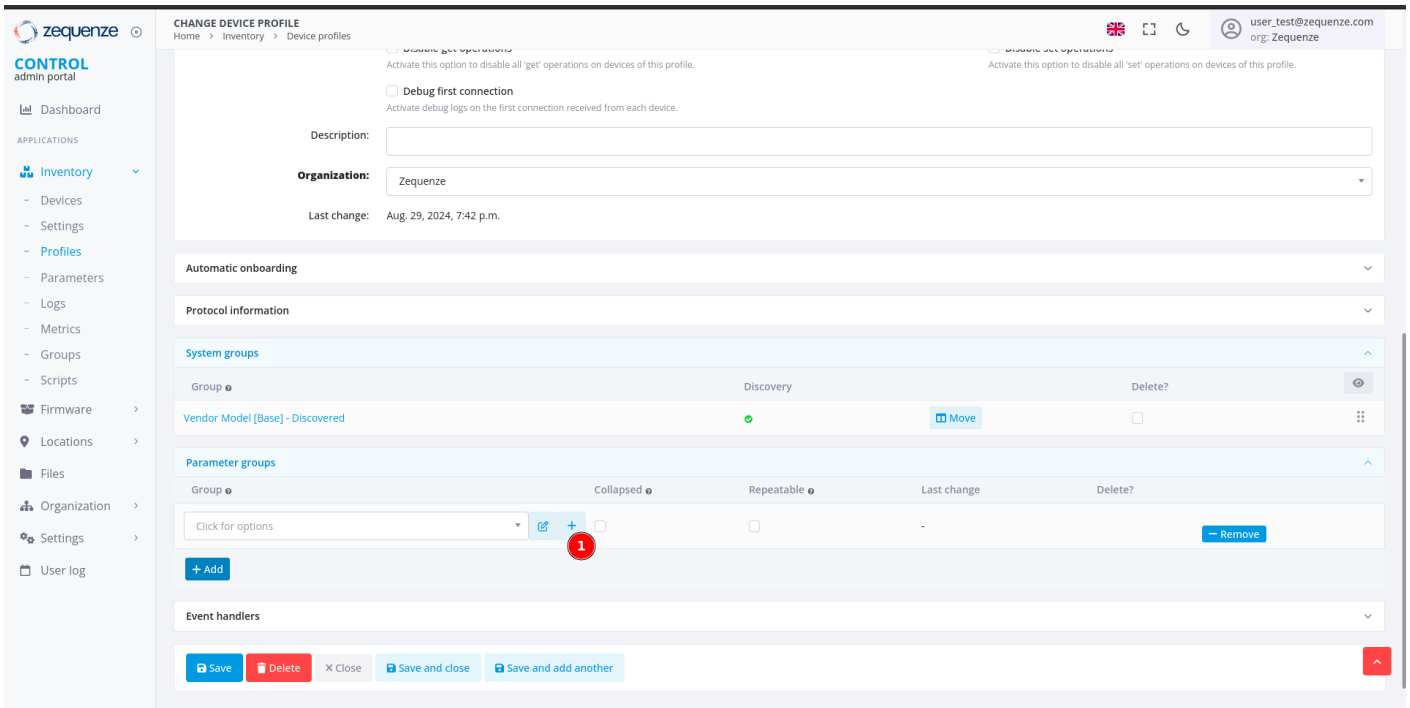 zequenze
CONTROL
admin portal
Dashboard
APPLICATIONS
Inventory
- Devices
- Settings
- Profiles
- Parameters
- Logs
- Metrics
- Groups
- Scripts
Firmware
Locations
Files
Organization
Settings
User log
CHANGE DEVICE PROFILE
Home > Inventory > Device profiles
user_test@zequenze.com
org: Zequenze
Disable get operations
Disable set operations
Activate this option to disable all 'get' operations on devices of this profile.
Activate this option to disable all 'set' operations on devices of this profile.
Debug first connection
Activate debug logs on the first connection received from each device.
Description:
Organization: Zequenze
Last change: Aug. 29, 2024, 7:42 p.m.
Automatic onboarding
Protocol information
System groups
Group Discovery Delete?
Vendor Model [Base] - Discovered Move
Parameter groups
Group Collapsed Repeatable Last change Delete?
Click for options + - − Remove
1
+ Add
Event handlers
Save Delete × Close Save and close Save and add another